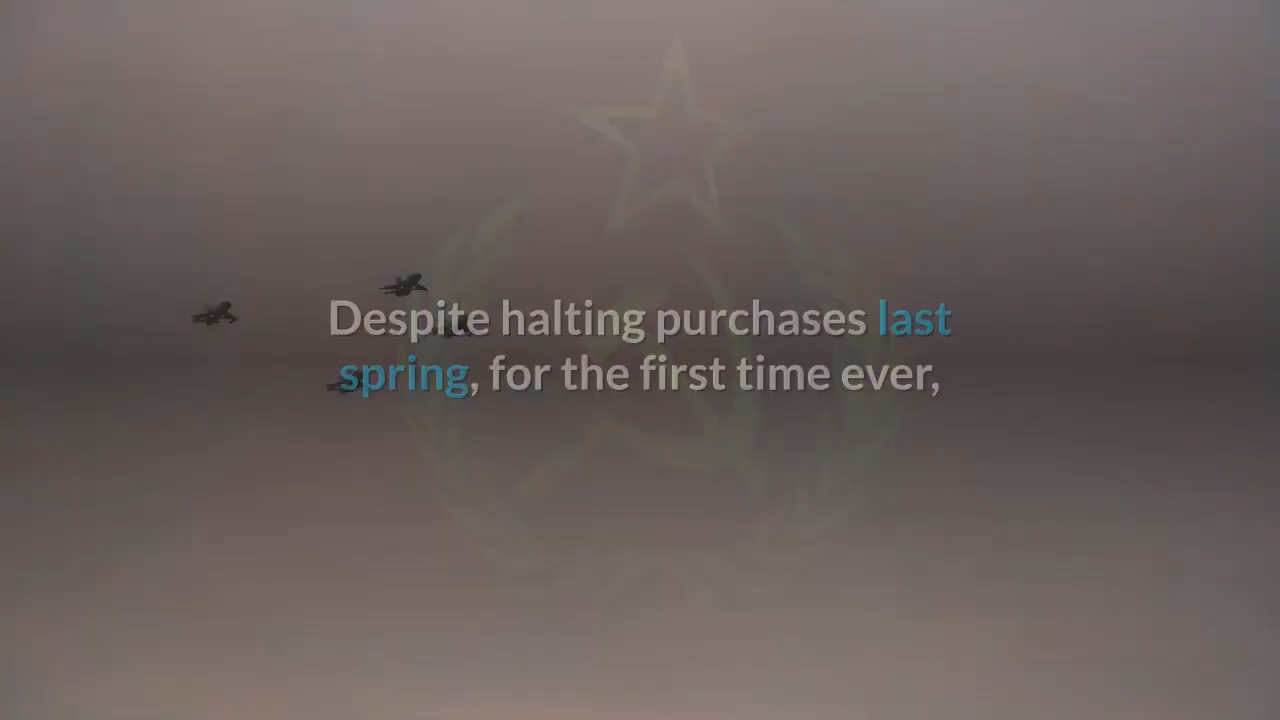 Despite halting purchases last
spring, for the first time ever,